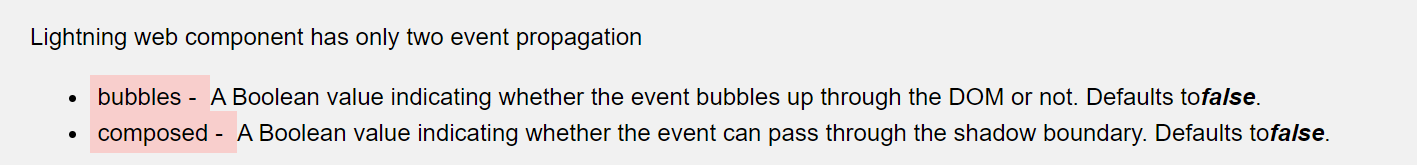 Lightning web component has only two event propagation
• bubbles - A Boolean value indicating whether the event bubbles up through the DOM or not. Defaults tofalse.
• composed - A Boolean value indicating whether the event can pass through the shadow boundary. Defaults tofalse.